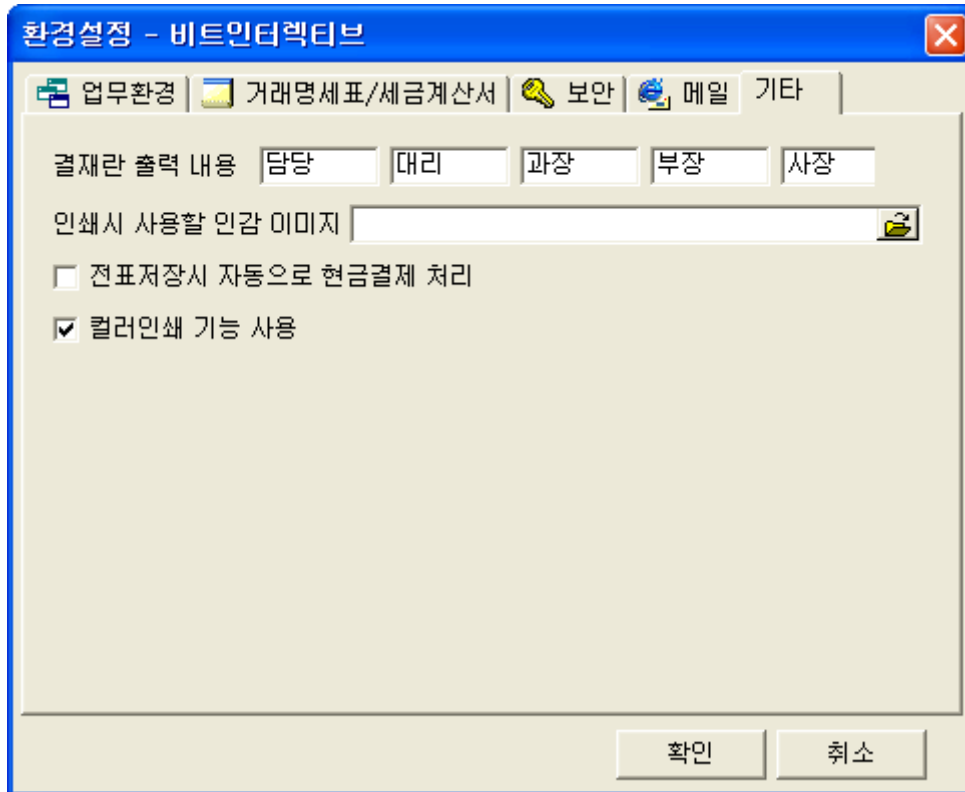 환경설정 - 비트인터렉티브
업무환경 거래명세표/세금계산서 보안 메일 기타
결재란 출력 내용 담당 대리 과장 부장 사장
인쇄시 사용할 인감 이미지
전표저장시 자동으로 현금결제 처리
컬러인쇄 기능 사용
확인 취소